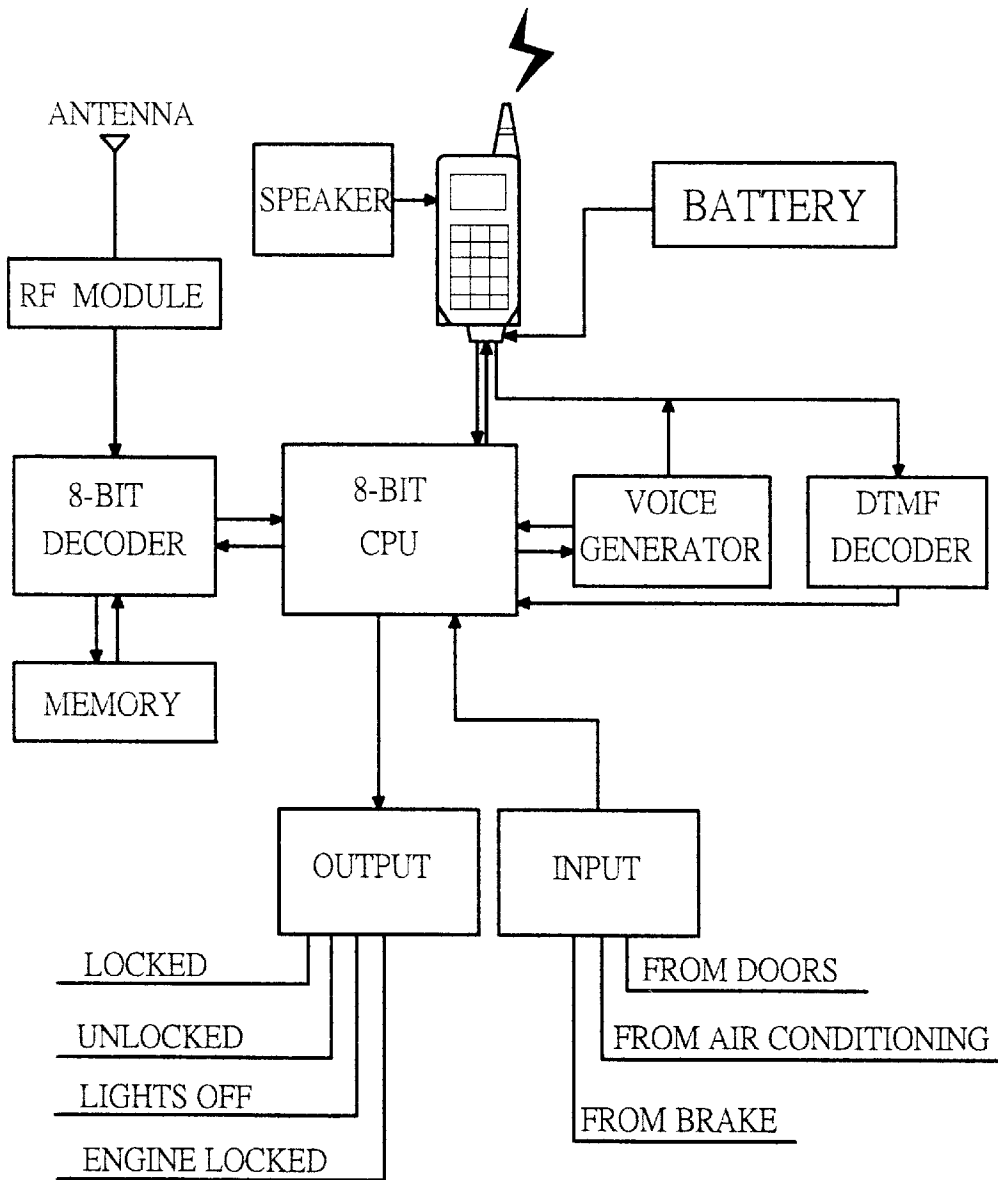 ANTENNA
SPEAKER
BATTERY
RF MODULE
8-BIT
DECODER
8-BIT
CPU
VOICE
GENERATOR
DTMF
DECODER
MEMORY
OUTPUT
INPUT
LOCKED
UNLOCKED
LIGHTS OFF
ENGINE LOCKED
FROM DOORS
FROM AIR CONDITIONING
FROM BRAKE